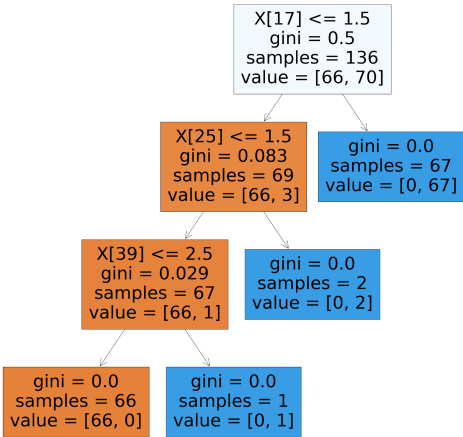 X[17] <= 1.5
gini = 0.5
samples = 136
value = [66, 70]
X[25] <= 1.5
gini = 0.083
samples = 69
value = [66, 3]
gini = 0.0
samples = 67
value = [0, 67]
X[39] <= 2.5
gini = 0.029
samples = 67
value = [66, 1]
gini = 0.0
samples = 2
value = [0, 2]
gini = 0.0
samples = 66
value = [66, 0]
gini = 0.0
samples = 1
value = [0, 1]